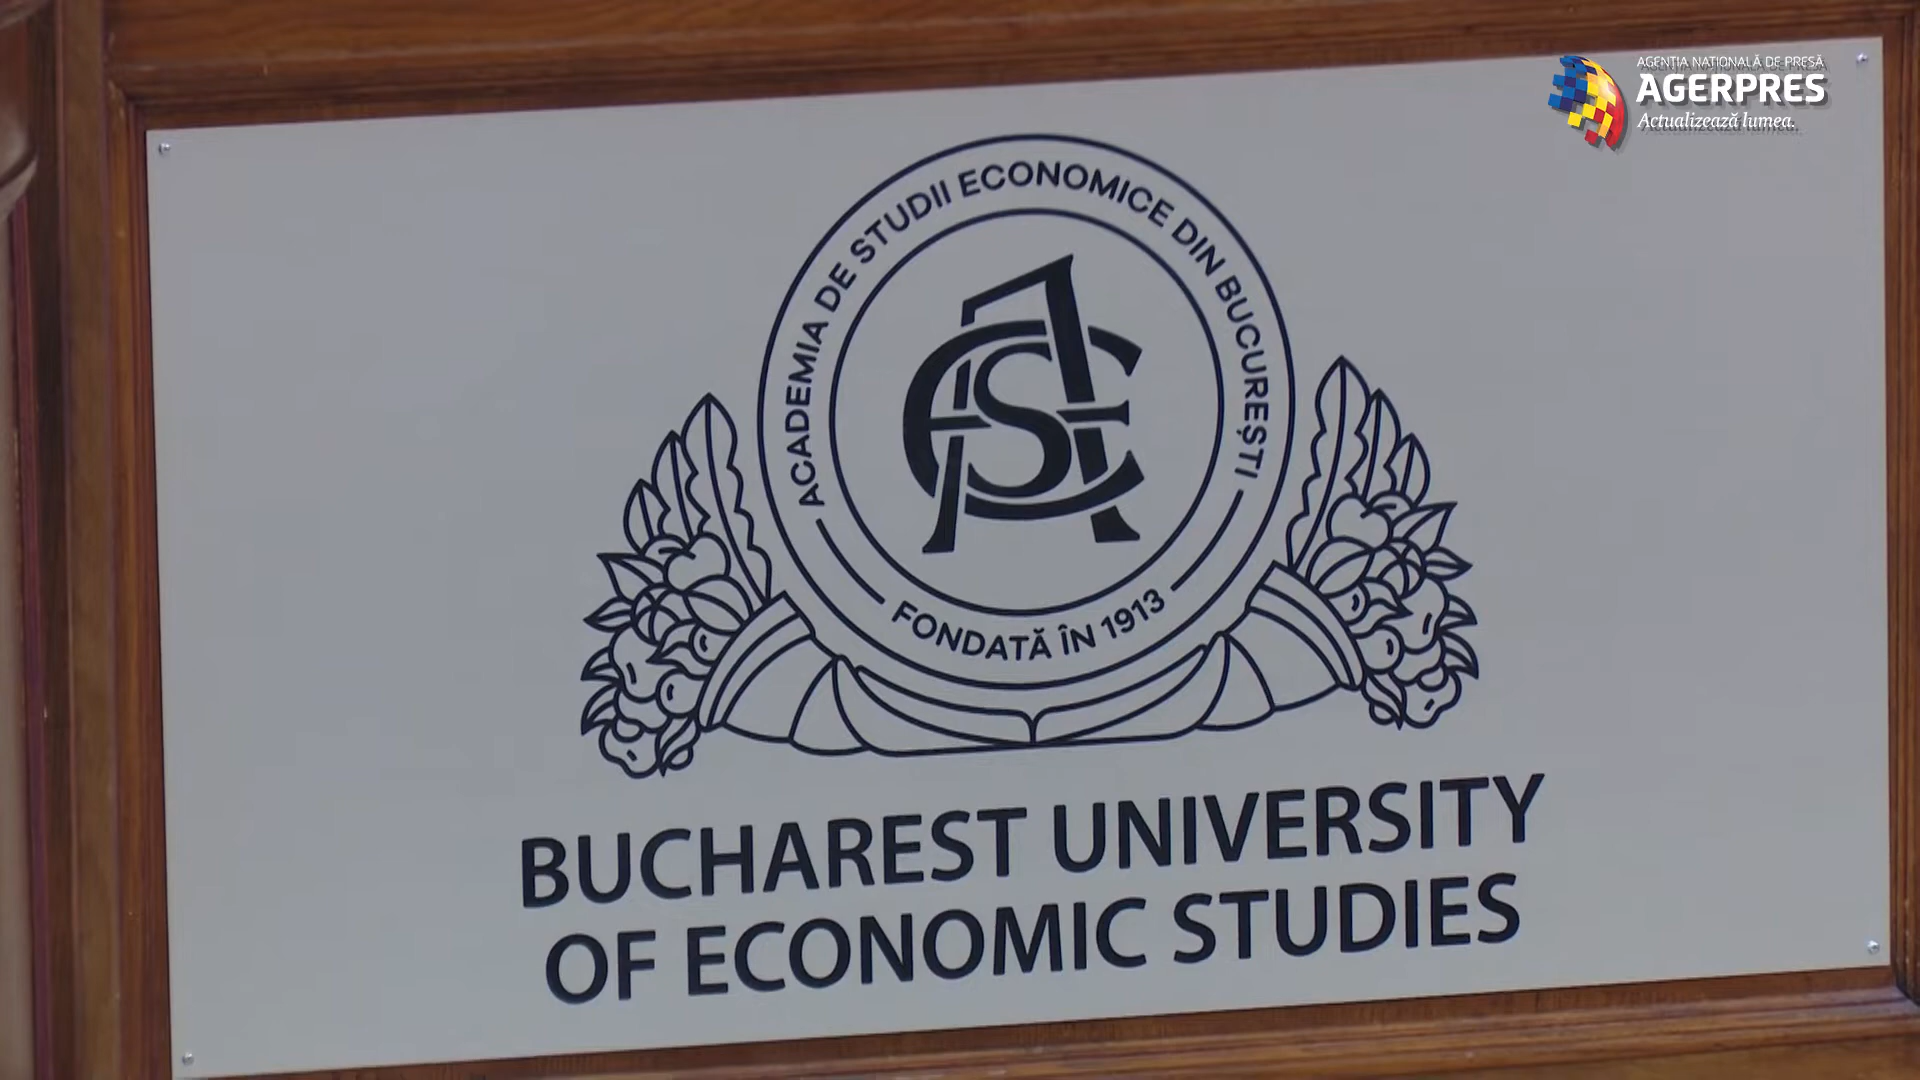 AGENȚIA NAȚIONALĂ DE PRESĂ
AGERPRES
Actualizează lumea.
ACADEMIA DE STUDII ECONOMICE DIN BUCUREȘTI
ASE
FONDATĂ ÎN 1913
BUCHAREST UNIVERSITY
OF ECONOMIC STUDIES